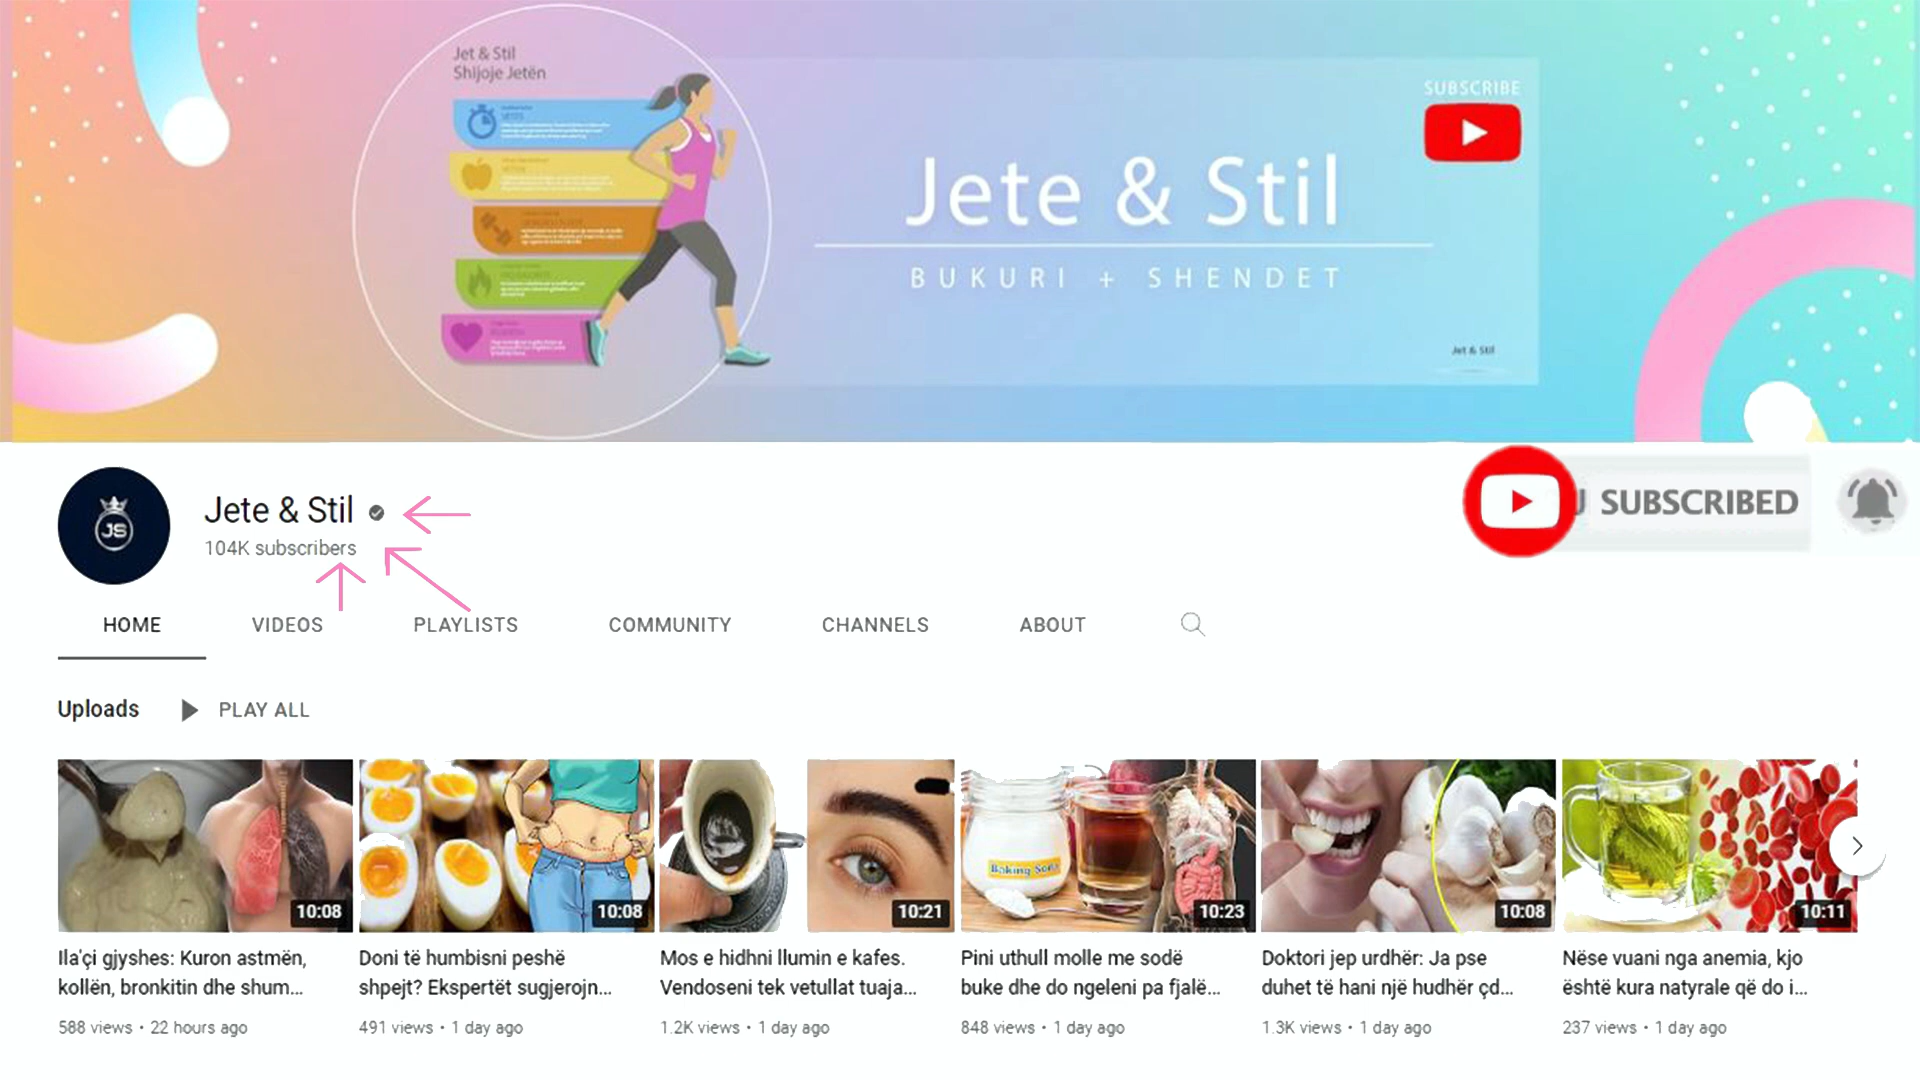 Jet & Stil
Shijoje Jetën
SUBSCRIBE
Jete & Stil
BUKURI + SHENDET
Jet & Stil
JS
Jete & Stil
104K subscribers
SUBSCRIBED
HOME VIDEOS PLAYLISTS COMMUNITY CHANNELS ABOUT
Uploads PLAY ALL
10:08
10:08
10:21
Baking Soda
10:23
10:08
10:11
Ila'çi gjyshes: Kuron astmën,
kollën, bronkitin dhe shum...
588 views • 22 hours ago
Doni të humbisni peshë
shpejt? Ekspertët sugjerojn...
491 views • 1 day ago
Mos e hidhni llumin e kafes.
Vendoseni tek vetullat tuaja...
1.2K views • 1 day ago
Pini uthull molle me sodë
buke dhe do ngeleni pa fjalë...
848 views • 1 day ago
Doktori jep urdhër: Ja pse
duhet të hani një hudhër çd...
1.3K views • 1 day ago
Nëse vuani nga anemia, kjo
është kura natyrale që do i...
237 views • 1 day ago